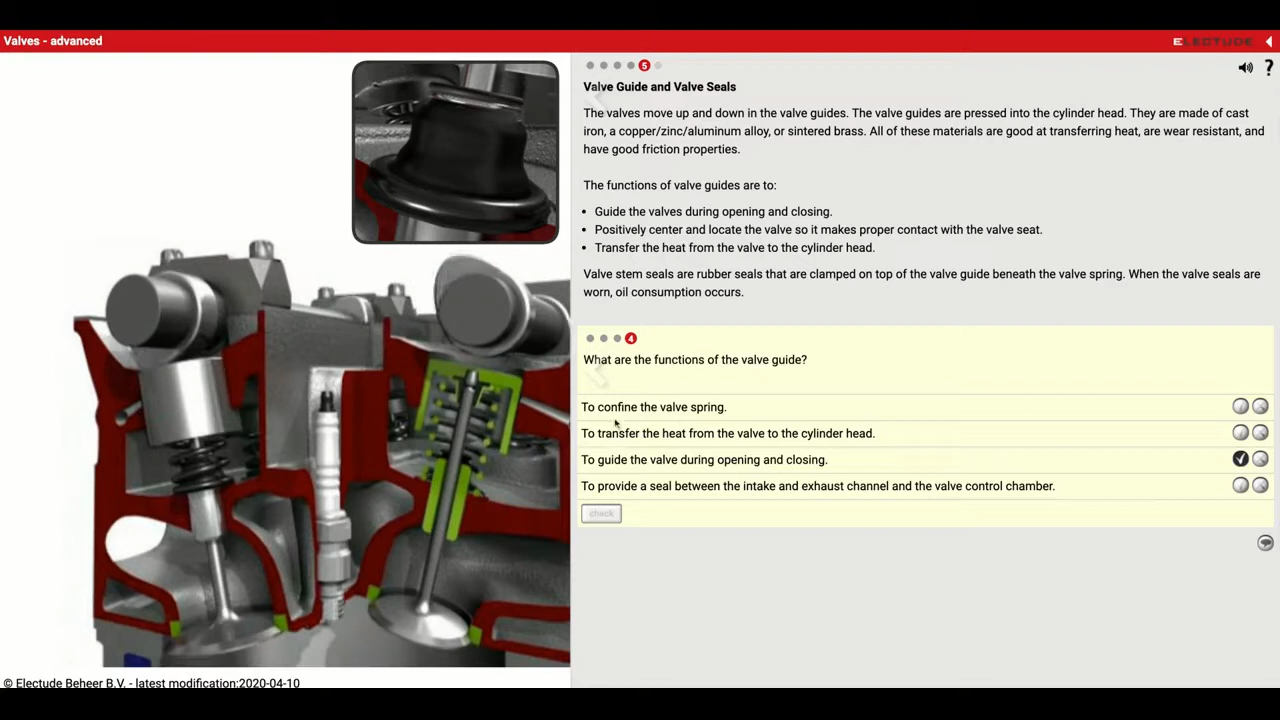 Valves - advanced
ELECTUDE
?
5
Valve Guide and Valve Seals
The valves move up and down in the valve guides. The valve guides are pressed into the cylinder head. They are made of cast
iron, a copper/zinc/aluminum alloy, or sintered brass. All of these materials are good at transferring heat, are wear resistant, and
have good friction properties.
The functions of valve guides are to:
• Guide the valves during opening and closing.
• Positively center and locate the valve so it makes proper contact with the valve seat.
• Transfer the heat from the valve to the cylinder head.
Valve stem seals are rubber seals that are clamped on top of the valve guide beneath the valve spring. When the valve seals are
worn, oil consumption occurs.
4
What are the functions of the valve guide?
To confine the valve spring.
To transfer the heat from the valve to the cylinder head.
To guide the valve during opening and closing.
To provide a seal between the intake and exhaust channel and the valve control chamber.
check
© Electude Beheer B.V. - latest modification:2020-04-10